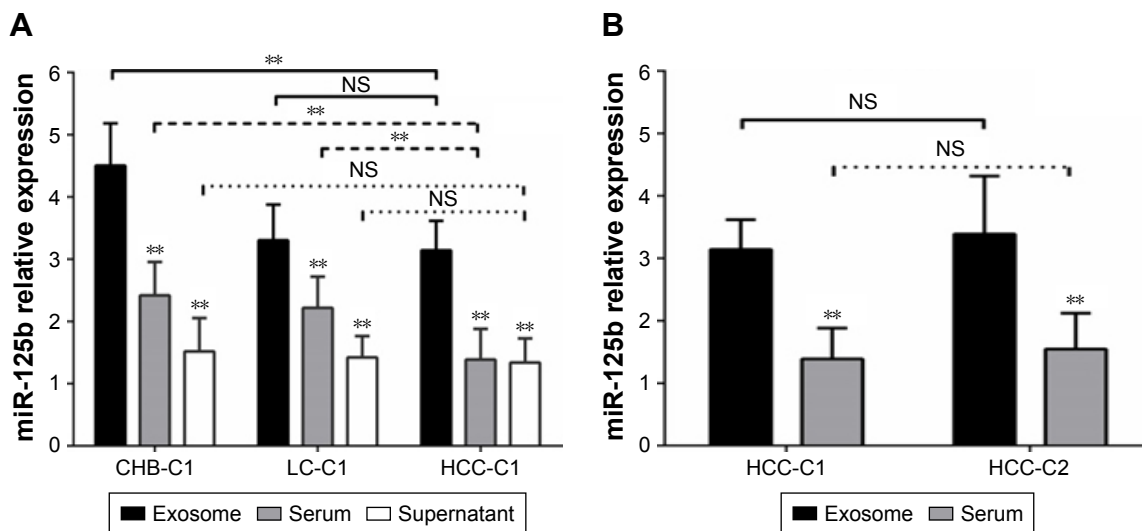 A
miR-125b relative expression
6
5
4
3
2
1
0
**
NS
**
**
NS
NS
**
**
**
**
**
**
CHB-C1
LC-C1
HCC-C1
Exosome
Serum
Supernatant
B
miR-125b relative expression
6
5
4
3
2
1
0
NS
NS
**
**
HCC-C1
HCC-C2
Exosome
Serum